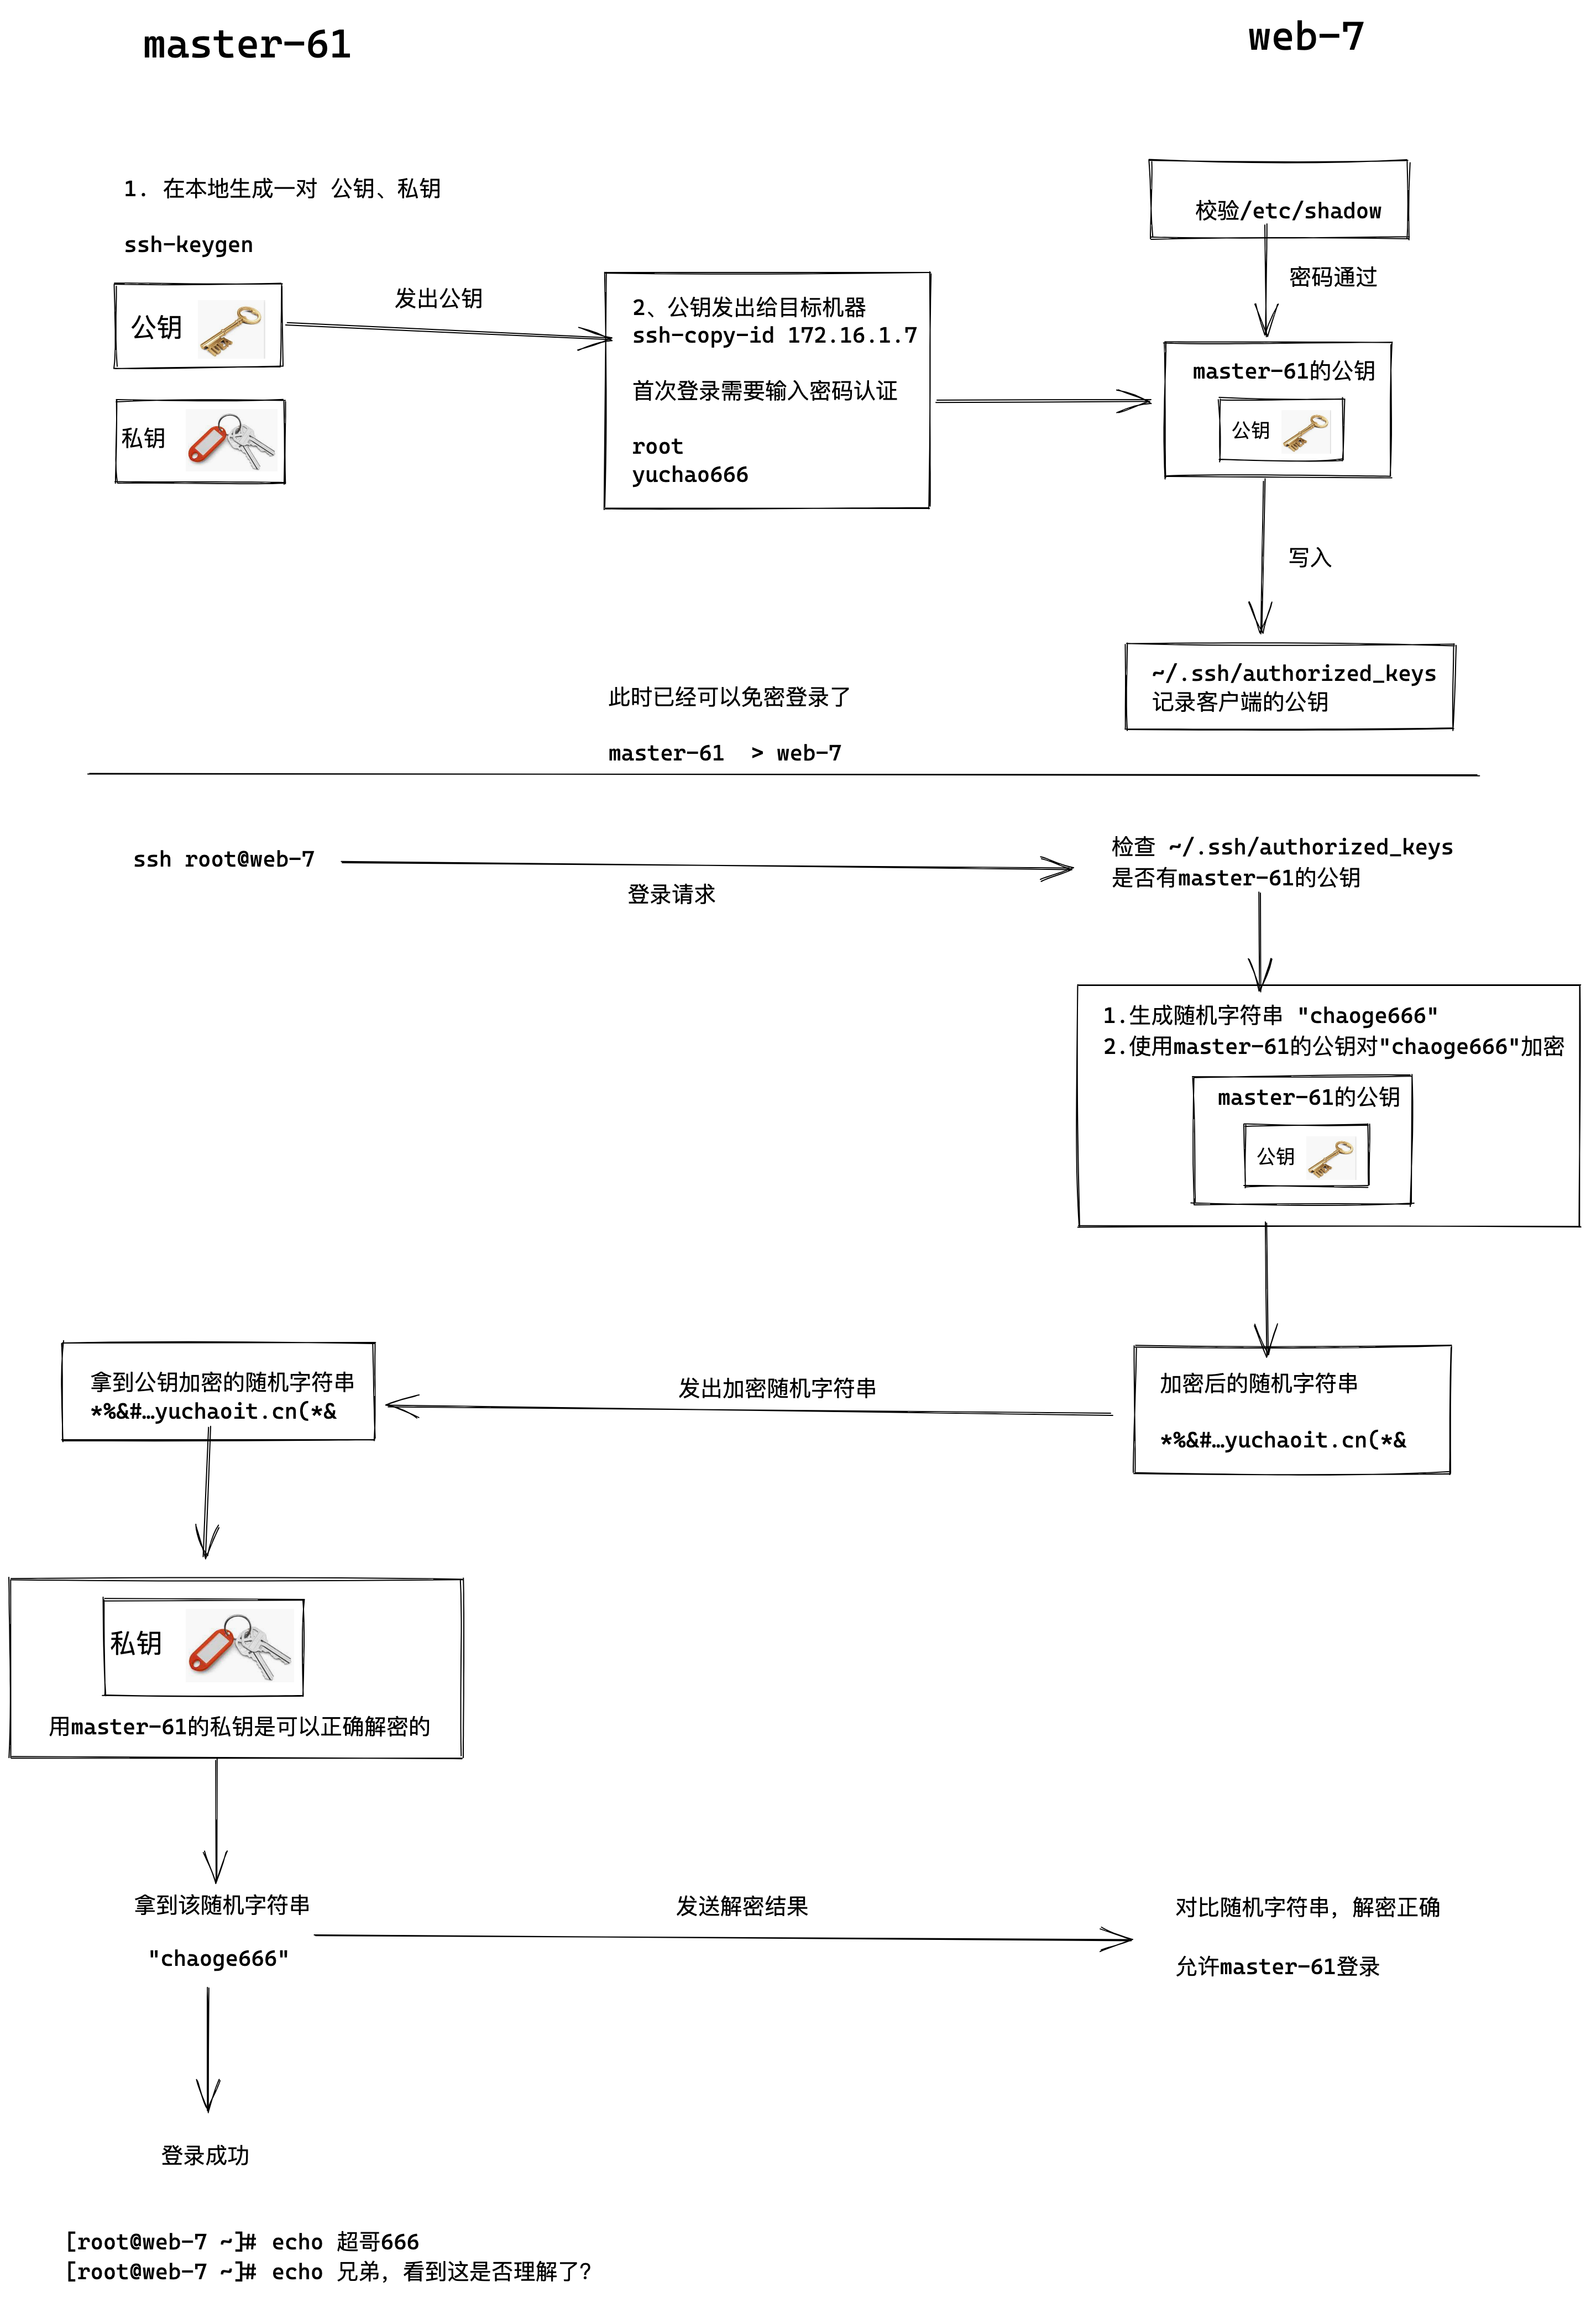 master-61
web-7
1. 在本地生成一对 公钥、私钥
ssh-keygen
公钥
私钥
发出公钥
2、公钥发出给目标机器
ssh-copy-id 172.16.1.7
首次登录需要输入密码认证
root
yuchao666
校验/etc/shadow
密码通过
master-61的公钥
公钥
写入
~/.ssh/authorized_keys
记录客户端的公钥
此时已经可以免密登录了
master-61 > web-7
ssh root@web-7
登录请求
检查 ~/.ssh/authorized_keys
是否有master-61的公钥
1.生成随机字符串 "chaoge666"
2.使用master-61的公钥对"chaoge666"加密
master-61的公钥
公钥
加密后的随机字符串
*%&#…yuchaoit.cn(*&
发出加密随机字符串
拿到公钥加密的随机字符串
*%&#…yuchaoit.cn(*&
私钥
用master-61的私钥是可以正确解密的
拿到该随机字符串
"chaoge666"
发送解密结果
对比随机字符串，解密正确
允许master-61登录
登录成功
[root@web-7 ~]# echo 超哥666
[root@web-7 ~]# echo 兄弟，看到这是否理解了？